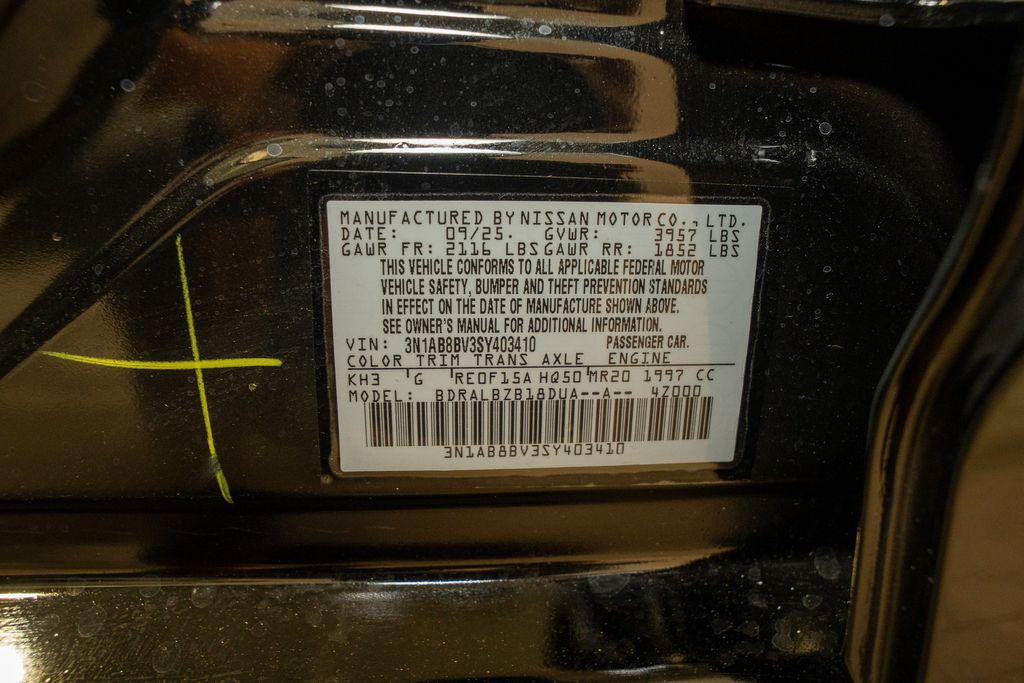 MANUFACTURED BY NISSAN MOTOR CO., LTD.
DATE: 09/25. GVWR: 3957 LBS
GAWR FR: 2116 LBS GAWR RR: 1852 LBS
THIS VEHICLE CONFORMS TO ALL APPLICABLE FEDERAL MOTOR
VEHICLE SAFETY, BUMPER AND THEFT PREVENTION STANDARDS
IN EFFECT ON THE DATE OF MANUFACTURE SHOWN ABOVE.
SEE OWNER'S MANUAL FOR ADDITIONAL INFORMATION.
VIN: 3N1AB8BV3SY403410 PASSENGER CAR.
COLOR TRIM TRANS AXLE ENGINE
KH3 G RE0F15A HQ50 MR20 1997 CC
MODEL: BDRALBZB18DUA--A-- 4Z000
3N1AB8BV3SY403410